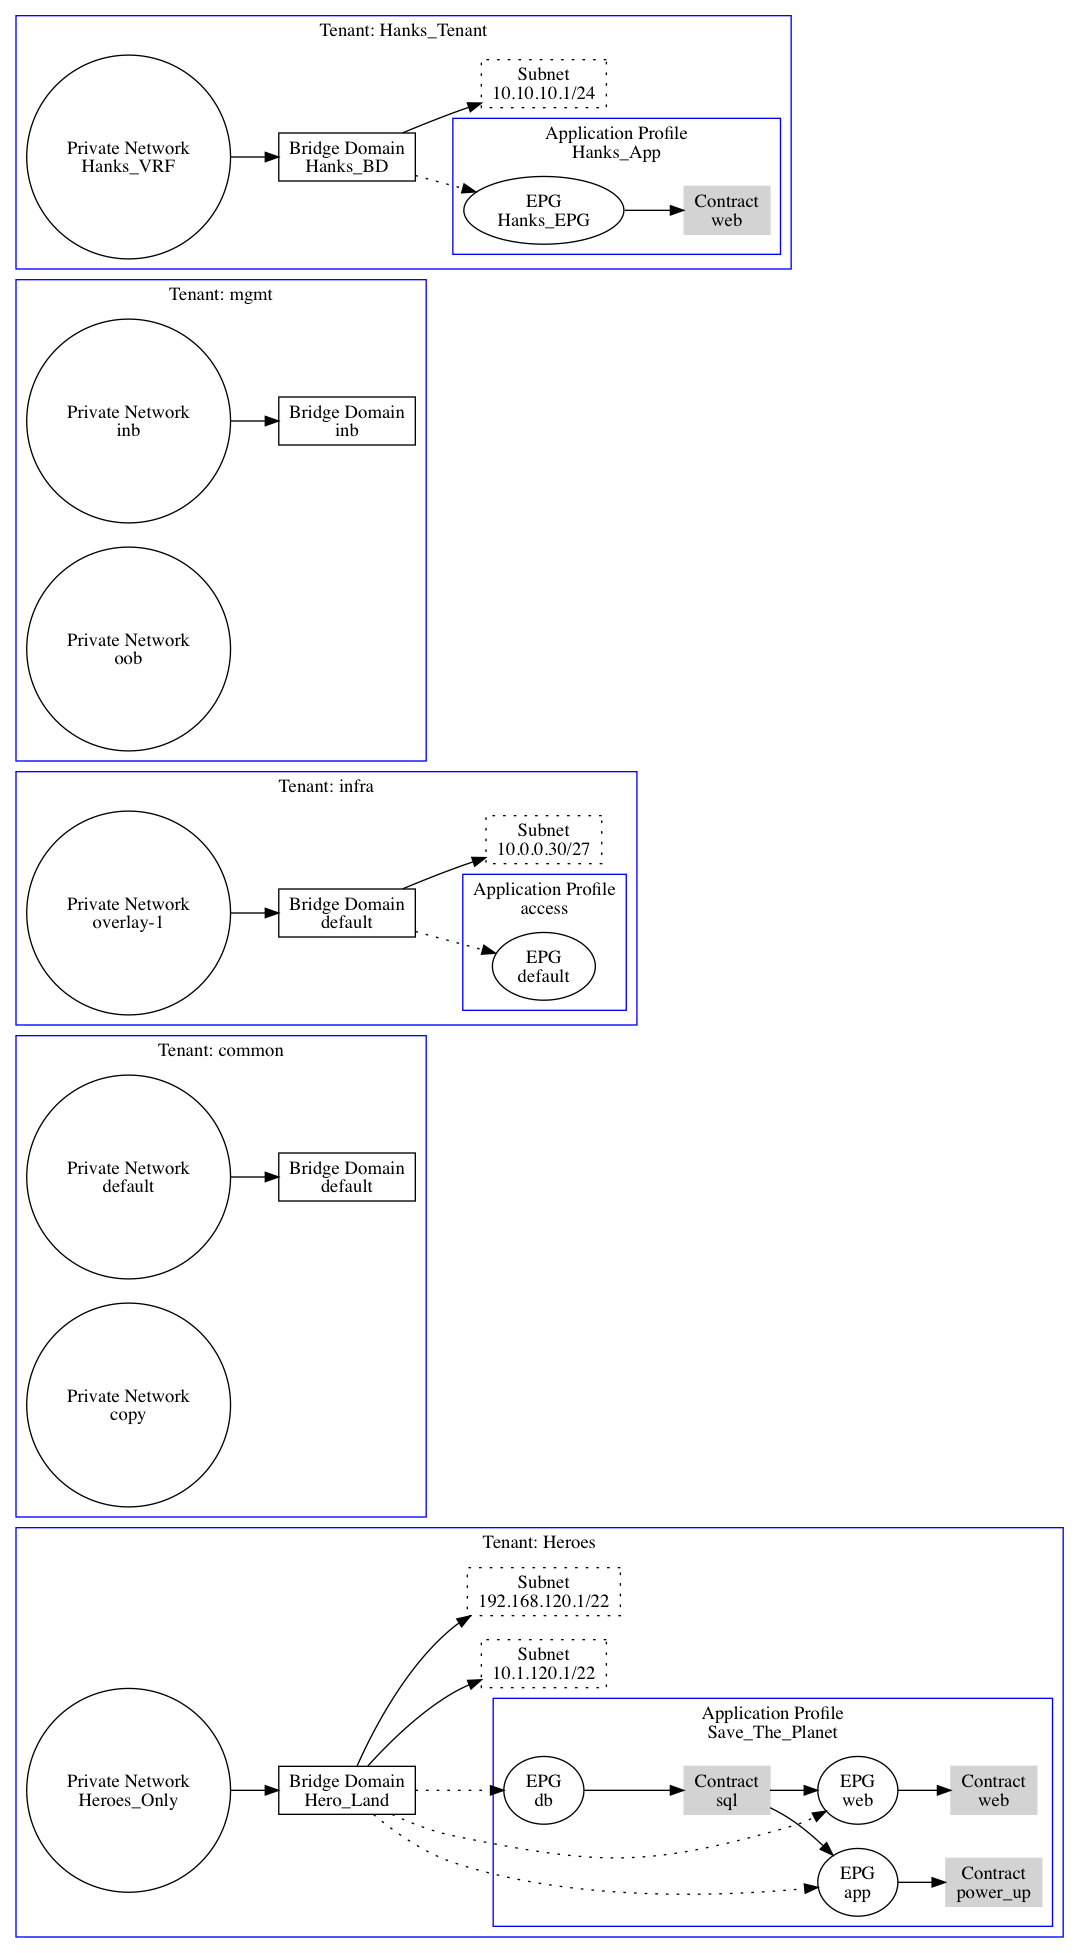 Tenant: Hanks_Tenant
Subnet
10.10.10.1/24
Private Network
Hanks_VRF
Bridge Domain
Hanks_BD
Application Profile
Hanks_App
EPG
Hanks_EPG
Contract
web
Tenant: mgmt
Private Network
inb
Bridge Domain
inb
Private Network
oob
Tenant: infra
Subnet
10.0.0.30/27
Private Network
overlay-1
Bridge Domain
default
Application Profile
access
EPG
default
Tenant: common
Private Network
default
Bridge Domain
default
Private Network
copy
Tenant: Heroes
Subnet
192.168.120.1/22
Subnet
10.1.120.1/22
Private Network
Heroes_Only
Bridge Domain
Hero_Land
Application Profile
Save_The_Planet
EPG
db
Contract
sql
EPG
web
Contract
web
EPG
app
Contract
power_up